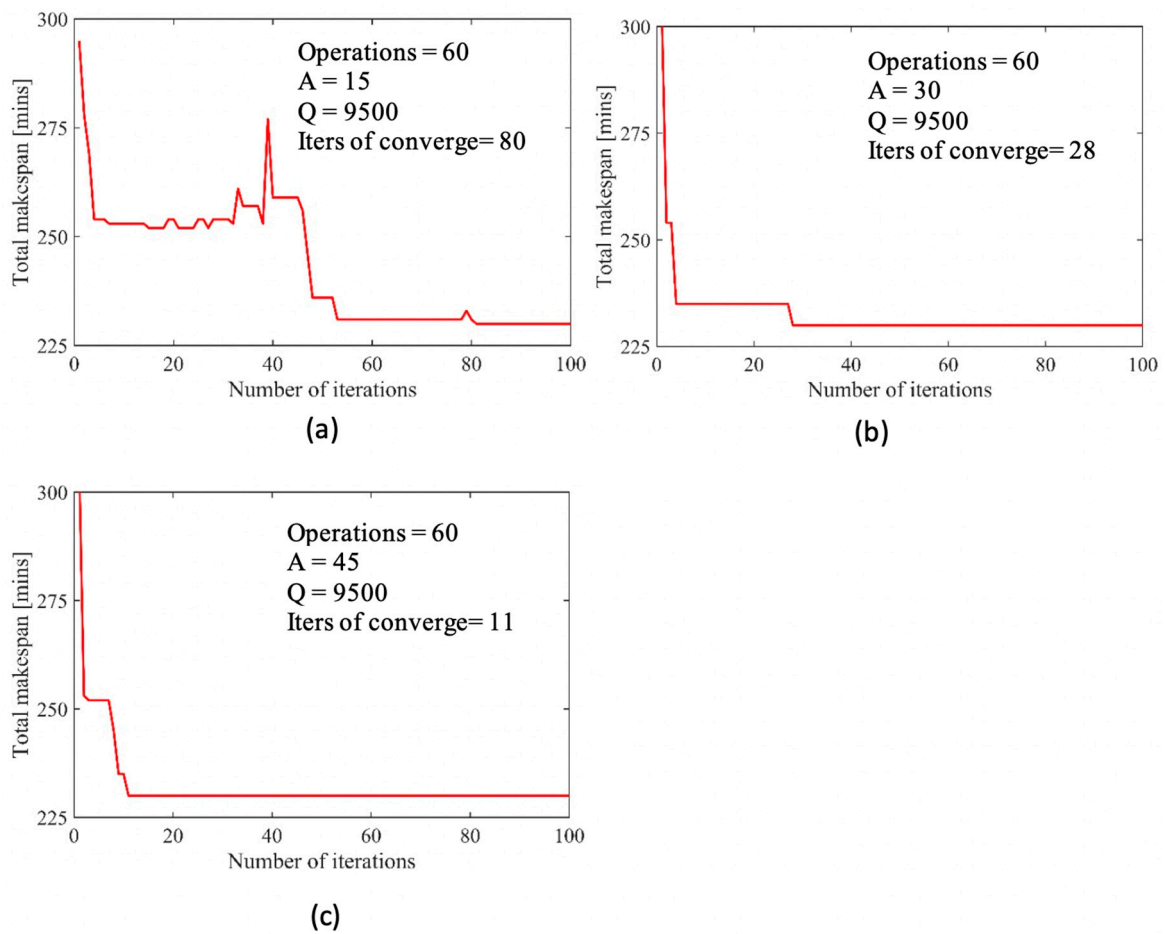 300
275
250
225
Total makespan [mins]
Operations = 60
A = 15
Q = 9500
Iters of converge= 80
0 20 40 60 80 100
Number of iterations
(a)
300
275
250
225
Total makespan [mins]
Operations = 60
A = 30
Q = 9500
Iters of converge= 28
0 20 40 60 80 100
Number of iterations
(b)
300
275
250
225
Total makespan [mins]
Operations = 60
A = 45
Q = 9500
Iters of converge= 11
0 20 40 60 80 100
Number of iterations
(c)